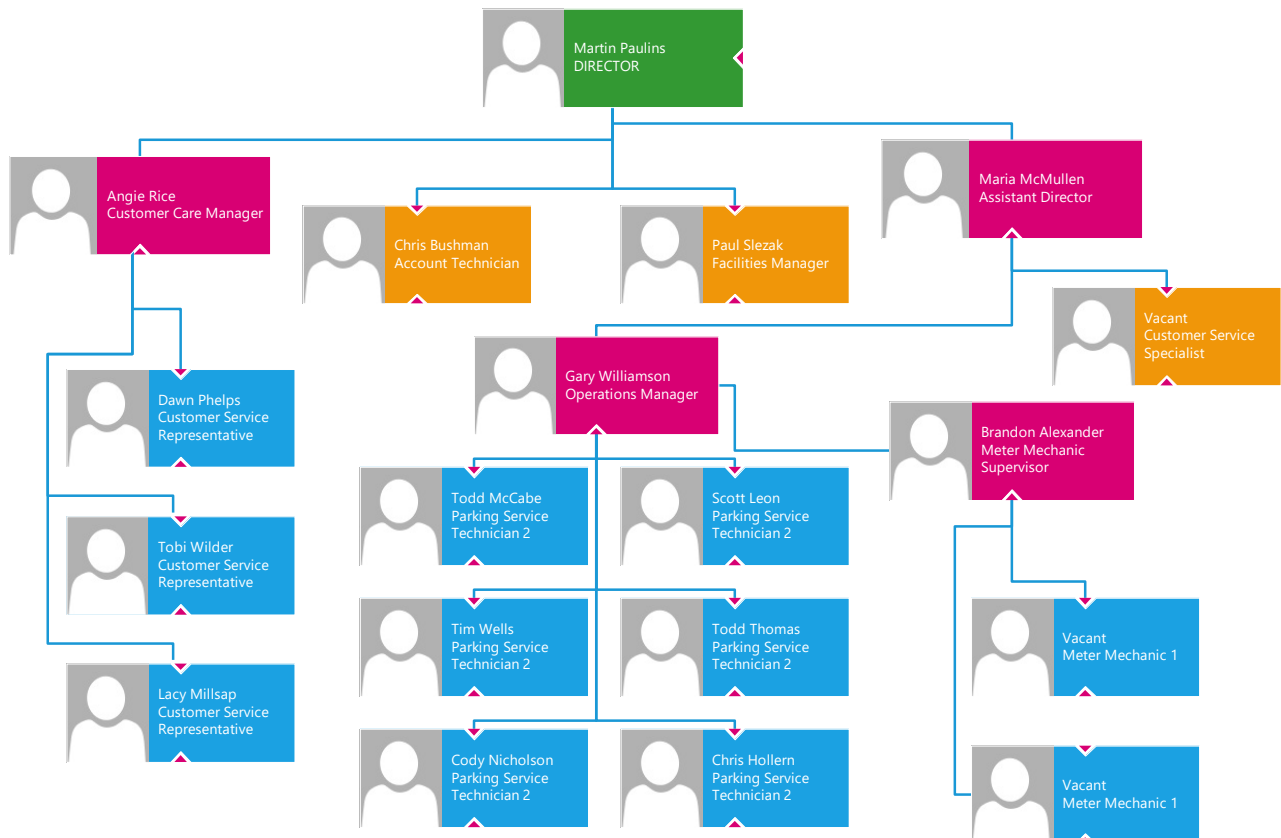 Martin Paulins
DIRECTOR
Angie Rice
Customer Care Manager
Chris Bushman
Account Technician
Paul Slezak
Facilities Manager
Maria McMullen
Assistant Director
Vacant
Customer Service
Specialist
Gary Williamson
Operations Manager
Dawn Phelps
Customer Service
Representative
Brandon Alexander
Meter Mechanic
Supervisor
Todd McCabe
Parking Service
Technician 2
Scott Leon
Parking Service
Technician 2
Tobi Wilder
Customer Service
Representative
Tim Wells
Parking Service
Technician 2
Todd Thomas
Parking Service
Technician 2
Vacant
Meter Mechanic 1
Lacy Millsap
Customer Service
Representative
Cody Nicholson
Parking Service
Technician 2
Chris Hollern
Parking Service
Technician 2
Vacant
Meter Mechanic 1